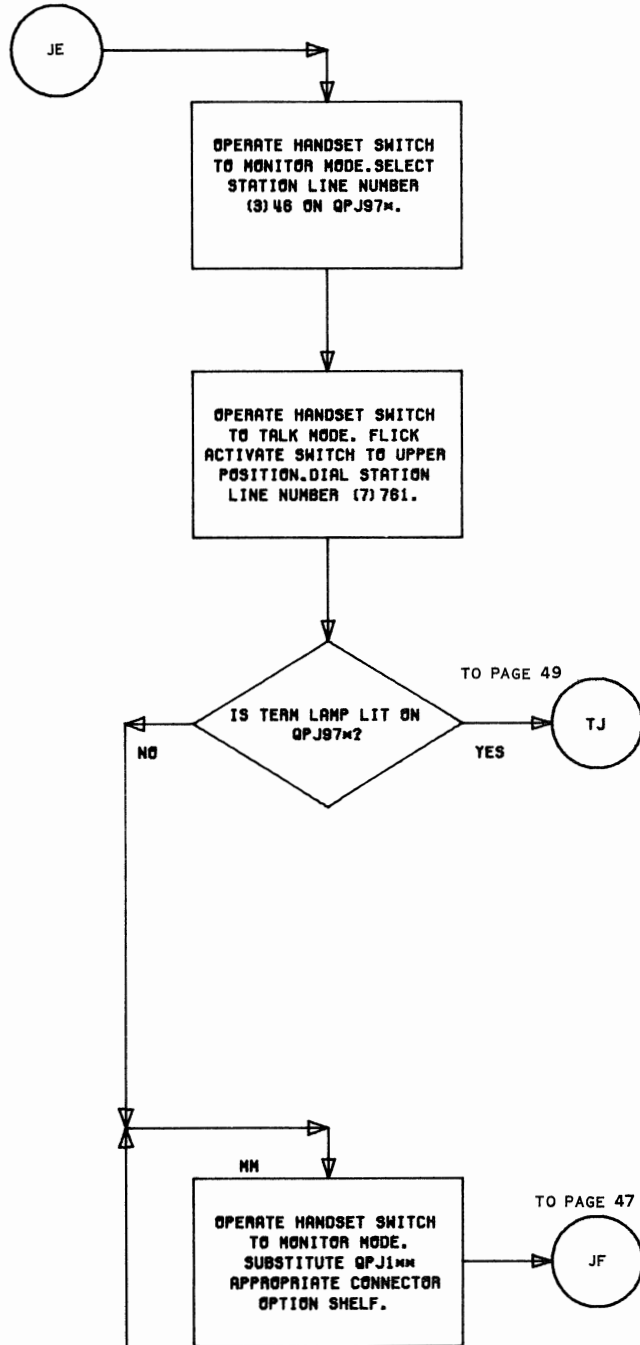 JE
OPERATE HANDSET SWITCH
TO MONITOR MODE.SELECT
STATION LINE NUMBER
(3)46 ON QPJ97*.
OPERATE HANDSET SWITCH
TO TALK MODE. FLICK
ACTIVATE SWITCH TO UPPER
POSITION.DIAL STATION
LINE NUMBER (7)761.
TO PAGE 49
IS TERM LAMP LIT ON
QPJ97*?
TJ
NO
YES
MM
TO PAGE 47
OPERATE HANDSET SWITCH
TO MONITOR MODE.
SUBSTITUTE QPJ1**
APPROPRIATE CONNECTOR
OPTION SHELF.
JF